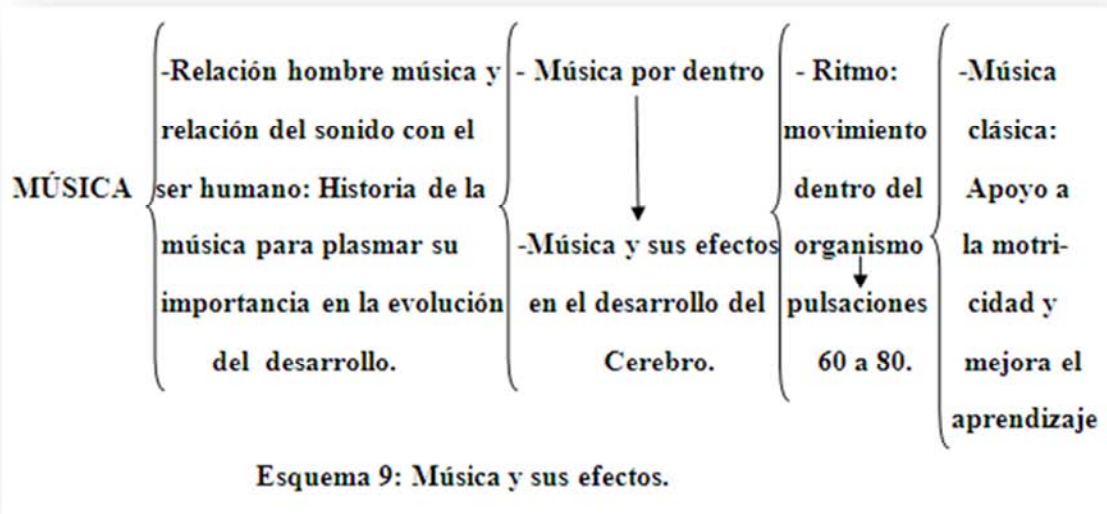 MÚSICA
-Relación hombre música y
relación del sonido con el
ser humano: Historia de la
música para plasmar su
importancia en la evolución
del desarrollo.
- Música por dentro
-Música y sus efectos
en el desarrollo del
Cerebro.
- Ritmo:
movimiento
dentro del
organismo
pulsaciones
60 a 80.
-Música
clásica:
Apoyo a
la motri-
cidad y
mejora el
aprendizaje
Esquema 9: Música y sus efectos.